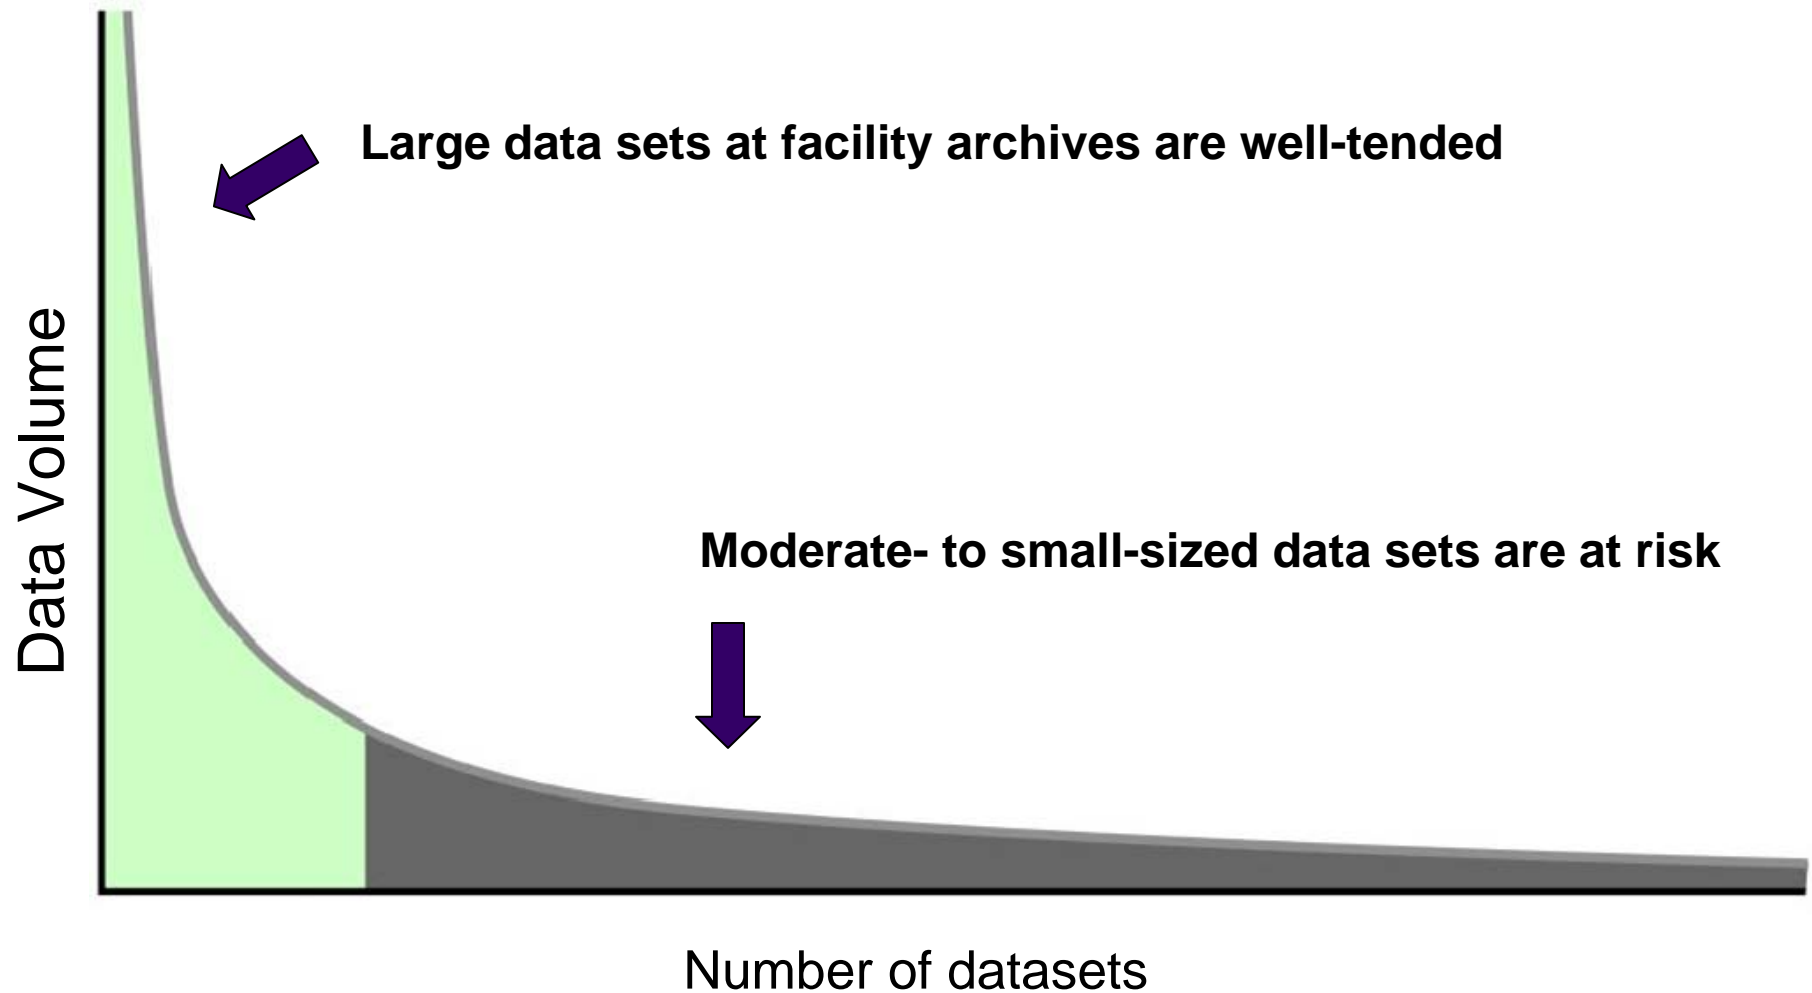 Large data sets at facility archives are well-tended
Data Volume
Moderate- to small-sized data sets are at risk
Number of datasets